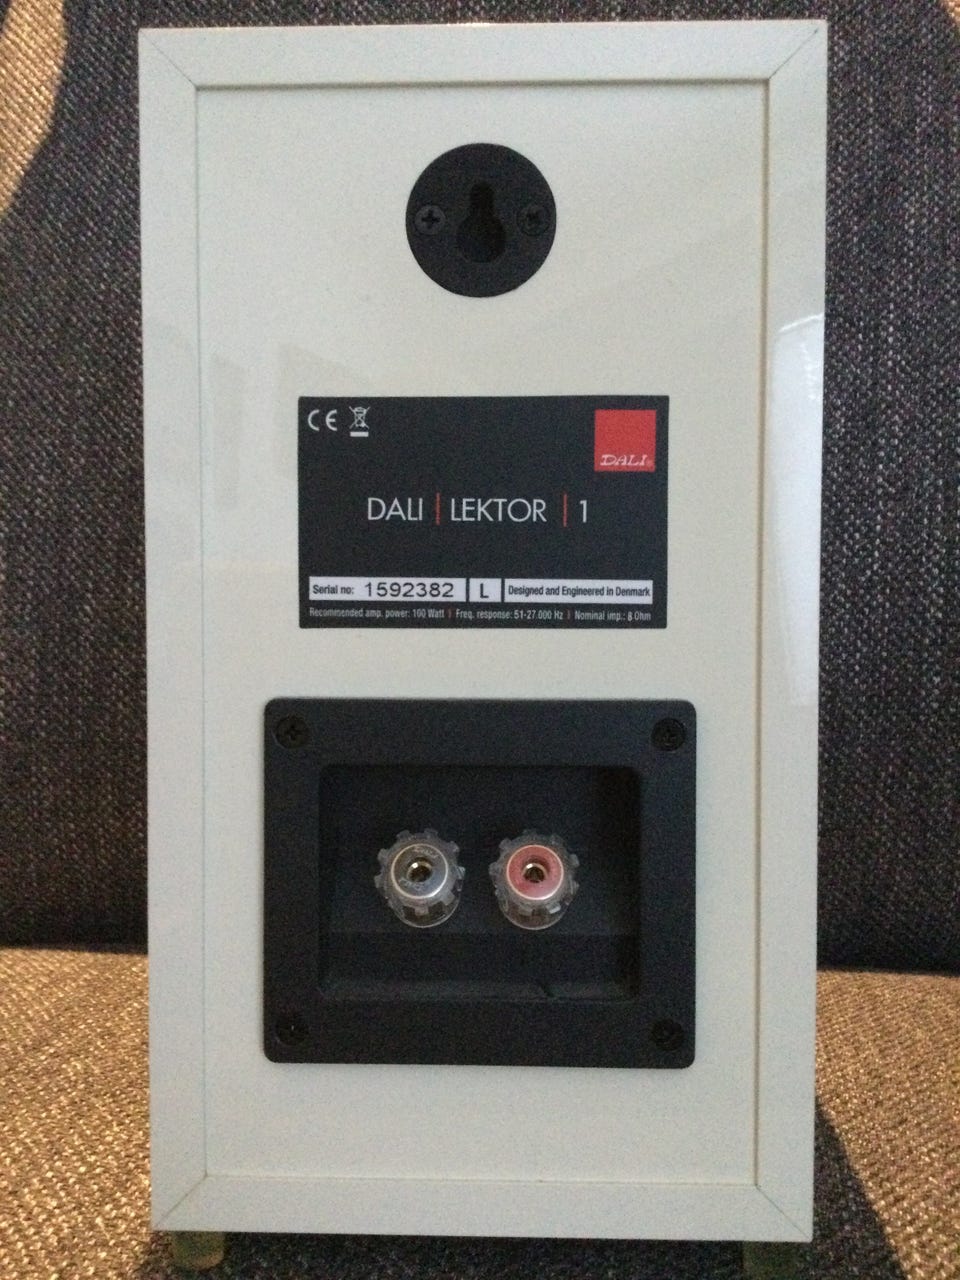 CE
DALI
DALI | LEKTOR | 1
Serial no: 1592382 L Designed and Engineered in Denmark
Recommended amp. power: 100 Watt | Freq. response: 51-27.000 Hz | Nominal imp.: 8 Ohm